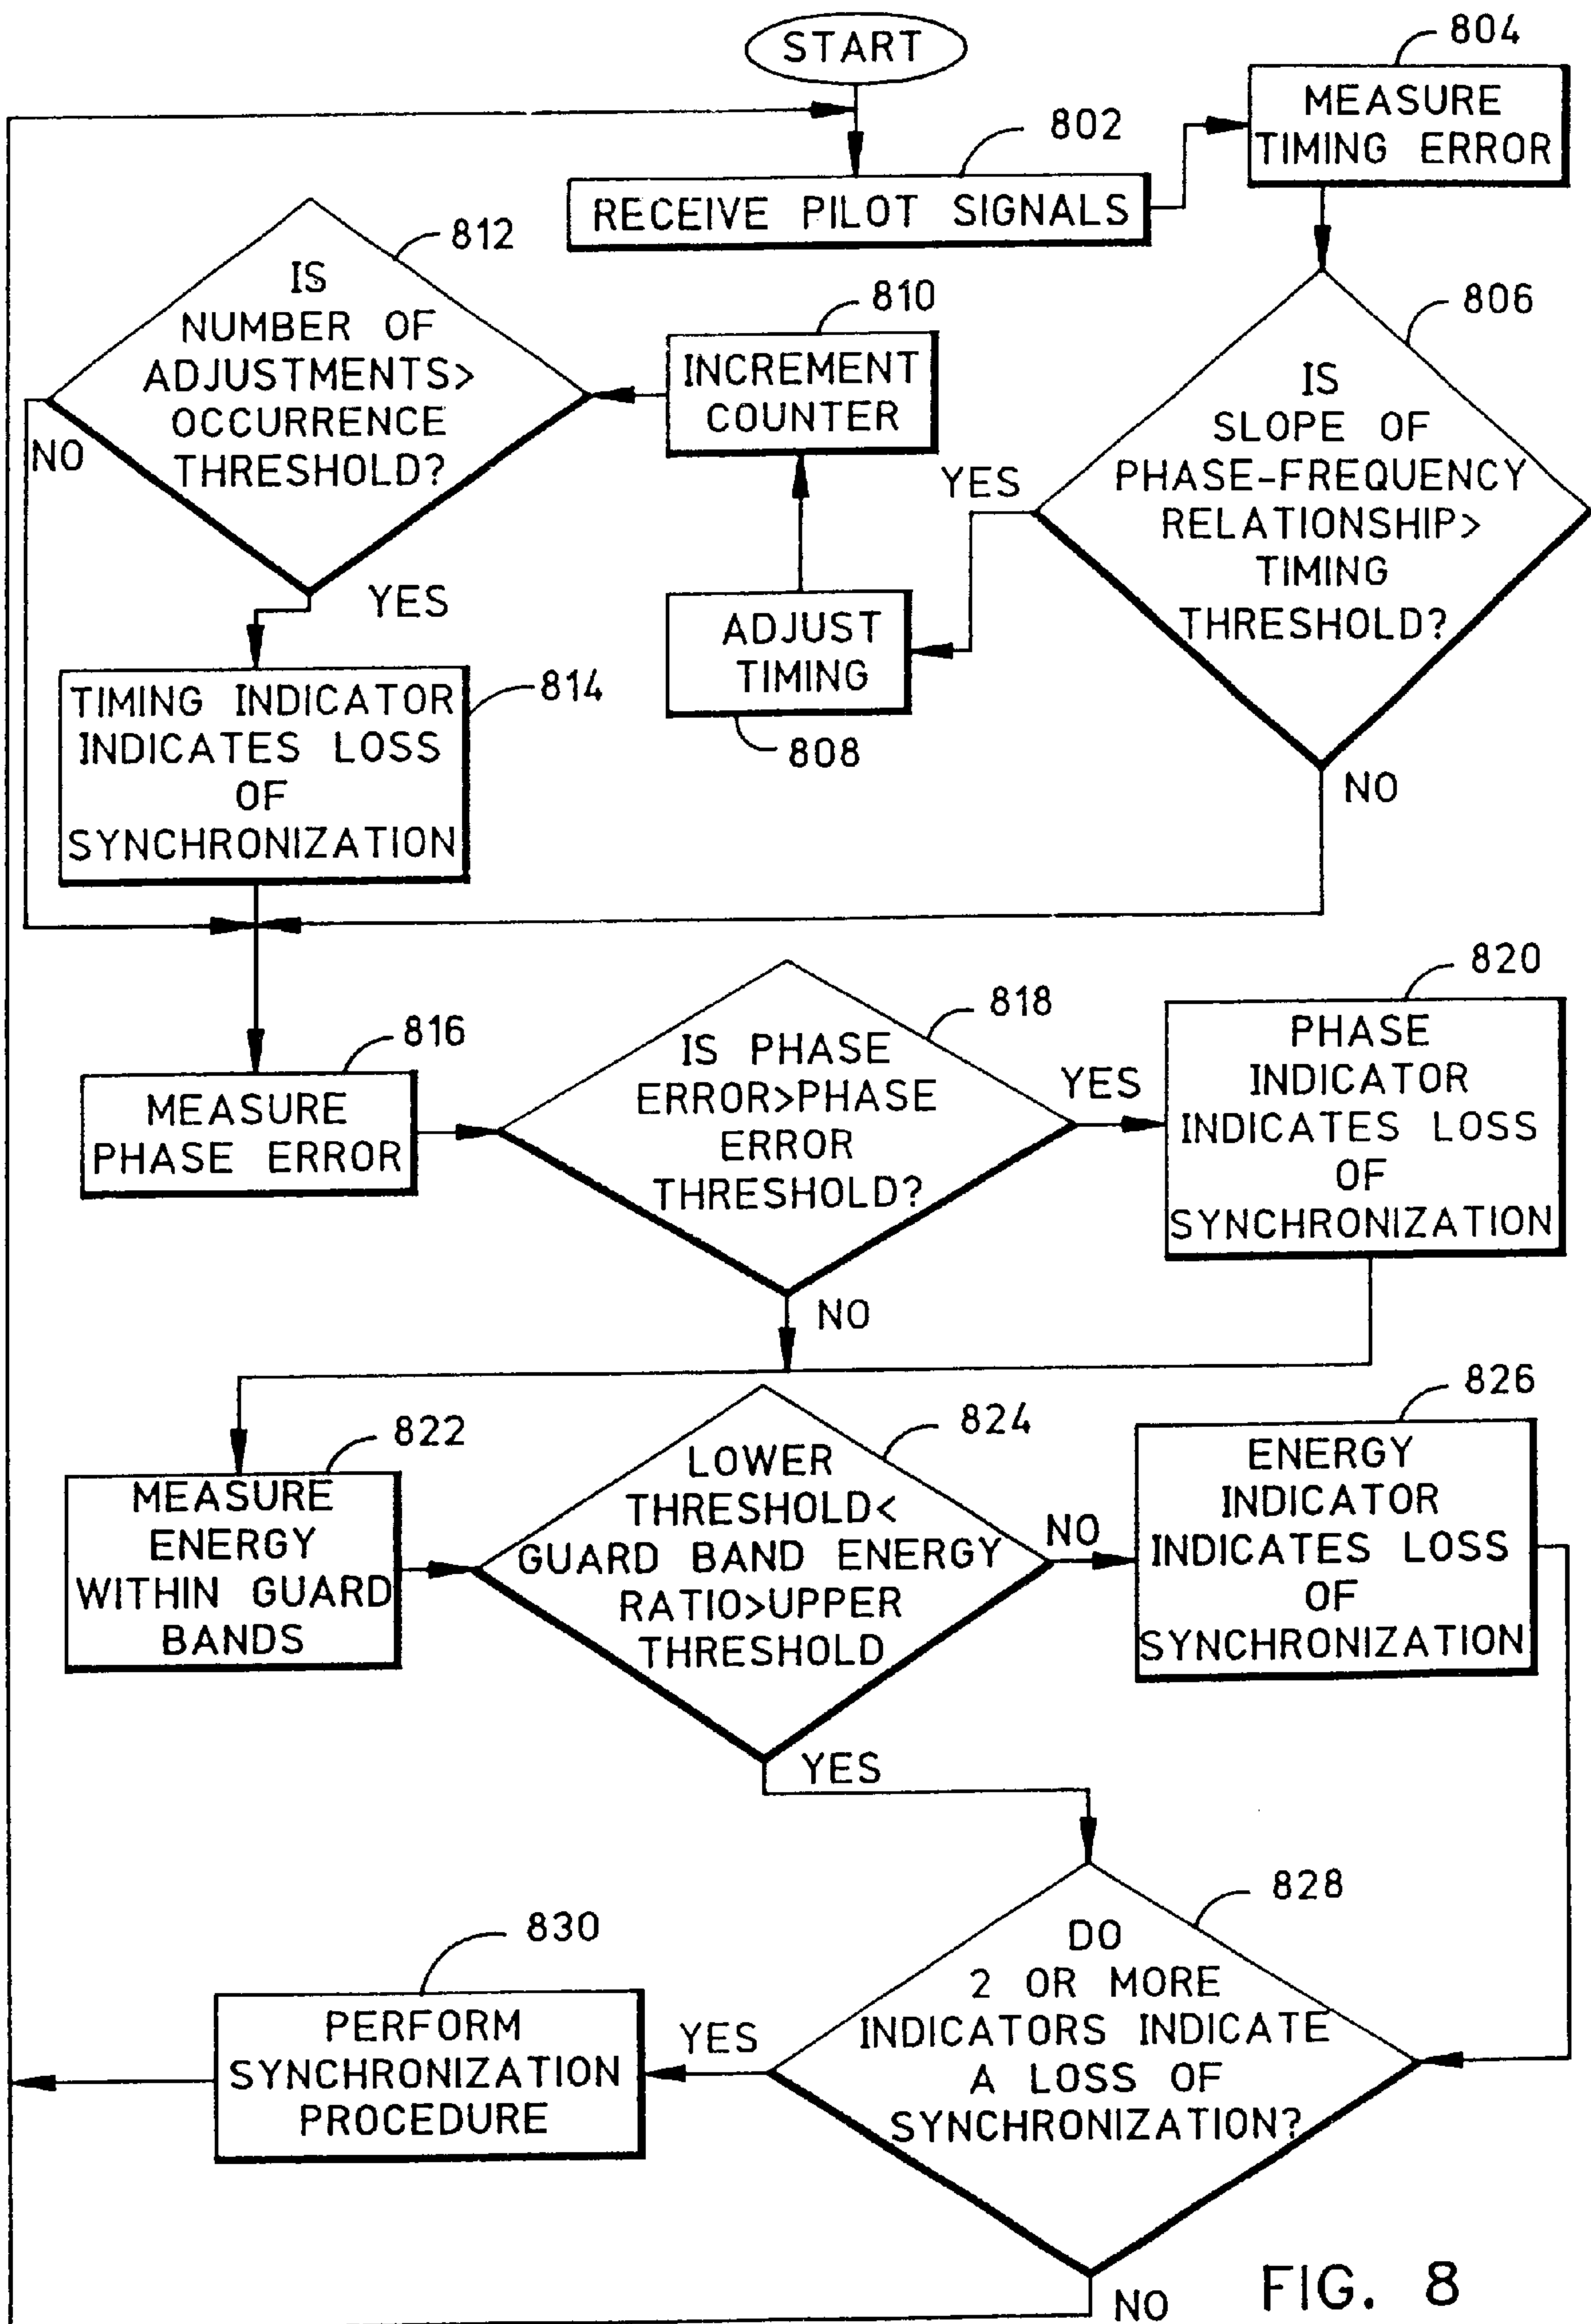 START
804
MEASURE
TIMING ERROR
802
RECEIVE PILOT SIGNALS
806
IS
SLOPE OF
PHASE-FREQUENCY
RELATIONSHIP>
TIMING
THRESHOLD?
YES
NO
ADJUST
TIMING
808
810
INCREMENT
COUNTER
812
IS
NUMBER OF
ADJUSTMENTS>
OCCURRENCE
THRESHOLD?
NO
YES
TIMING INDICATOR
INDICATES LOSS
OF
SYNCHRONIZATION
814
816
MEASURE
PHASE ERROR
818
IS PHASE
ERROR>PHASE
ERROR
THRESHOLD?
YES
NO
820
PHASE
INDICATOR
INDICATES LOSS
OF
SYNCHRONIZATION
822
MEASURE
ENERGY
WITHIN GUARD
BANDS
824
LOWER
THRESHOLD<
GUARD BAND ENERGY
RATIO>UPPER
THRESHOLD
NO
YES
826
ENERGY
INDICATOR
INDICATES LOSS
OF
SYNCHRONIZATION
828
DO
2 OR MORE
INDICATORS INDICATE
A LOSS OF
SYNCHRONIZATION?
YES
NO
830
PERFORM
SYNCHRONIZATION
PROCEDURE
FIG. 8